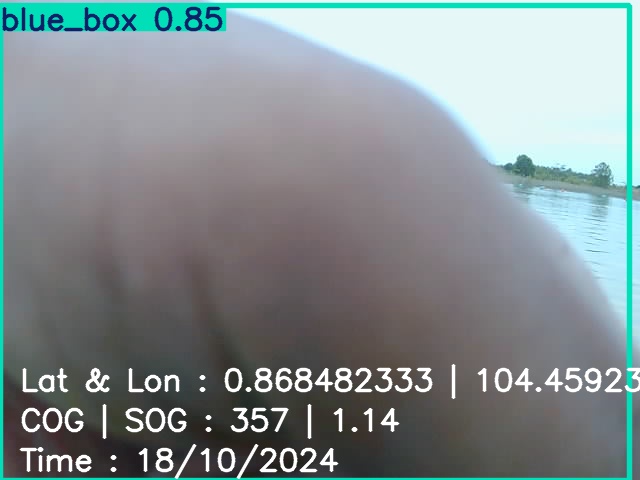 blue_box 0.85
Lat & Lon : 0.868482333 | 104.45923
COG | SOG : 357 | 1.14
Time : 18/10/2024